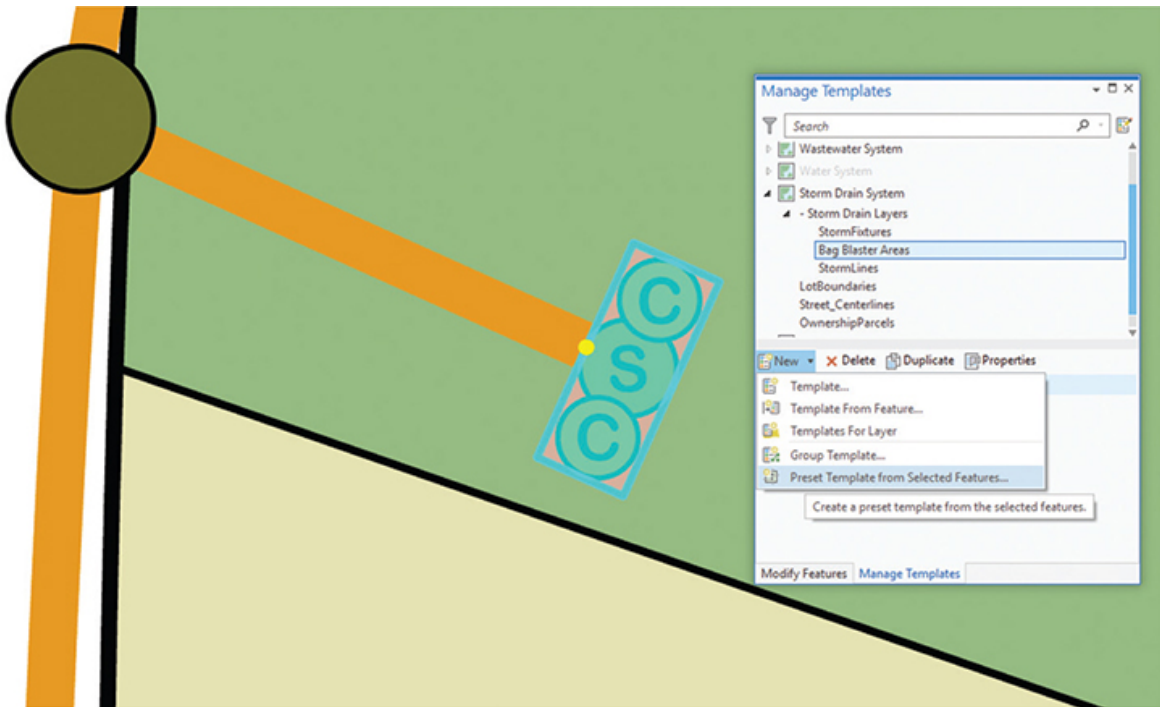 C
S
C
Manage Templates
Search
Wastewater System
Water System
Storm Drain System
- Storm Drain Layers
StormFixtures
Bag Blaster Areas
StormLines
LotBoundaries
Street_Centerlines
OwnershipParcels
New Delete Duplicate Properties
Template...
Template From Feature...
Templates For Layer
Group Template...
Preset Template from Selected Features...
Create a preset template from the selected features.
Modify Features Manage Templates